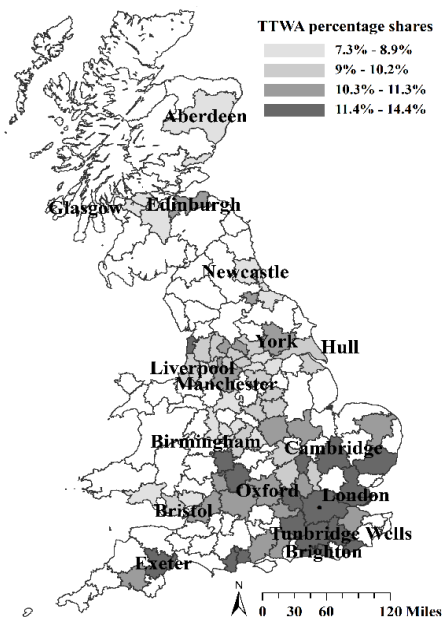 TTWA percentage shares
7.3% - 8.9%
9% - 10.2%
10.3% - 11.3%
11.4% - 14.4%
Aberdeen
Glasgow
Edinburgh
Newcastle
York
Hull
Liverpool
Manchester
Birmingham
Cambridge
Oxford
London
Bristol
Tunbridge Wells
Brighton
Exeter
N
0 30 60 120 Miles